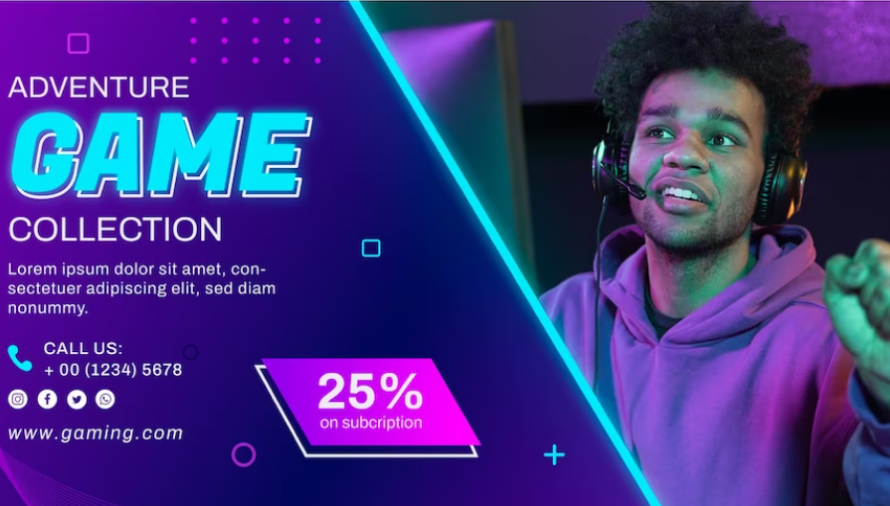 ADVENTURE
GAME
COLLECTION
Lorem ipsum dolor sit amet, con-
sectetuer adipiscing elit, sed diam
nonummy.
CALL US:
+ 00 (1234) 5678
www.gaming.com
25%
on subcription